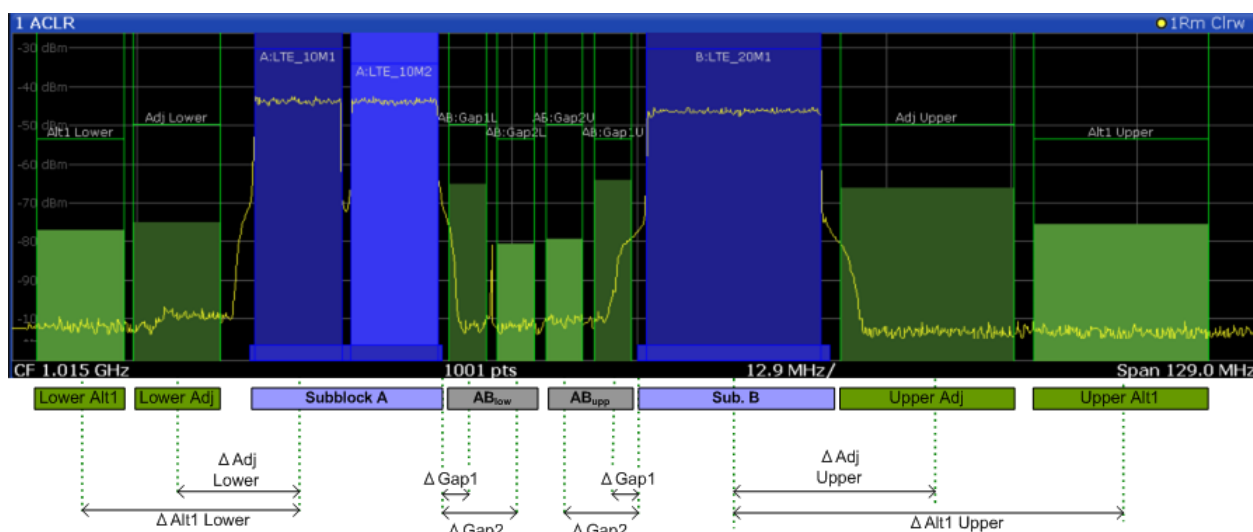 1 ACLR
1Rm Clrw
-30 dBm
A:LTE_10M1
B:LTE_20M1
A:LTE_10M2
-40 dBm
-50 dBm
Adj Lower
AB:Gap1L
AB:Gap2U
Adj Upper
Alt1 Lower
AB:Gap2L
AB:Gap1U
Alt1 Upper
-60 dBm
-70 dBm
-80 dBm
-90 dBm
CF 1.015 GHz
1001 pts
12.9 MHz/
Span 129.0 MHz
Lower Alt1
Lower Adj
Subblock A
ABlow
ABupp
Sub. B
Upper Adj
Upper Alt1
Δ Adj
Lower
Δ Gap1
Δ Gap1
Δ Adj
Upper
Δ Alt1 Lower
Δ Gap2
Δ Gap2
Δ Alt1 Upper